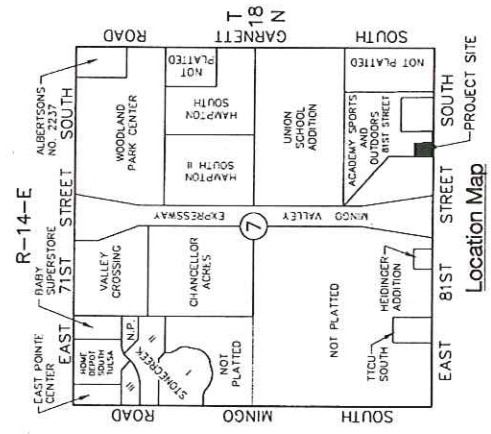 R-14-E
EAST POINTE
CENTER
BABY SUPERSTORE
ALBERTSONS
NO. 2237
EAST 71ST STREET SOUTH
HOME
DEPOT
SOUTH
TULSA
III
N.P.
II
STONECREEK
I
VALLEY
CROSSING
CHANCELLOR
ACRES
NOT
PLATTED
WOODLAND
PARK CENTER
NOT
PLATTED
HAMPTON
SOUTH II
HAMPTON
SOUTH
MINGO VALLEY EXPRESSWAY
7
UNION
SCHOOL
ADDITION
NOT PLATTED
ACADEMY SPORTS
AND
OUTDOORS
81ST STREET
NOT PLATTED
TTCU
SOUTH
HEIDINGER
ADDITION
SOUTH MINGO ROAD
SOUTH GARNETT ROAD
T
18
N
EAST 81ST STREET SOUTH
PROJECT SITE
Location Map